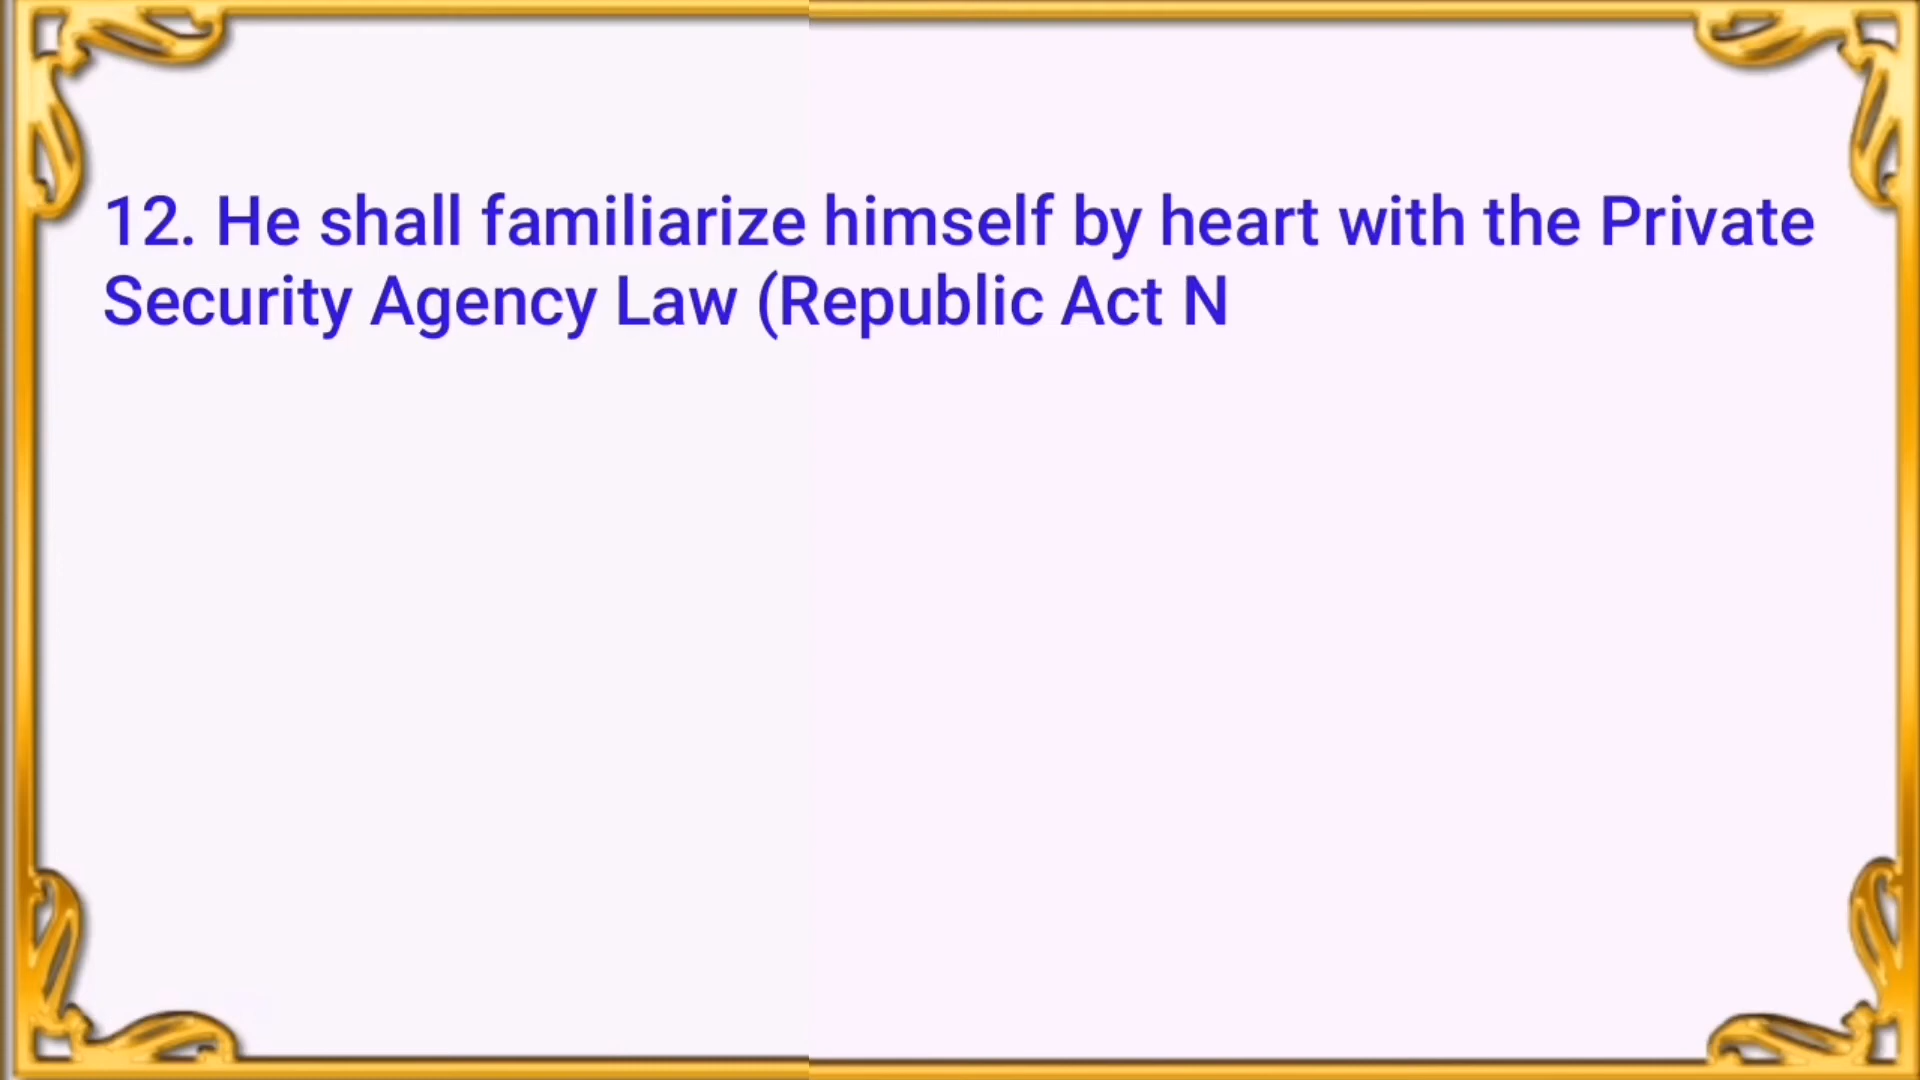 12. He shall familiarize himself by heart with the Private
Security Agency Law (Republic Act N